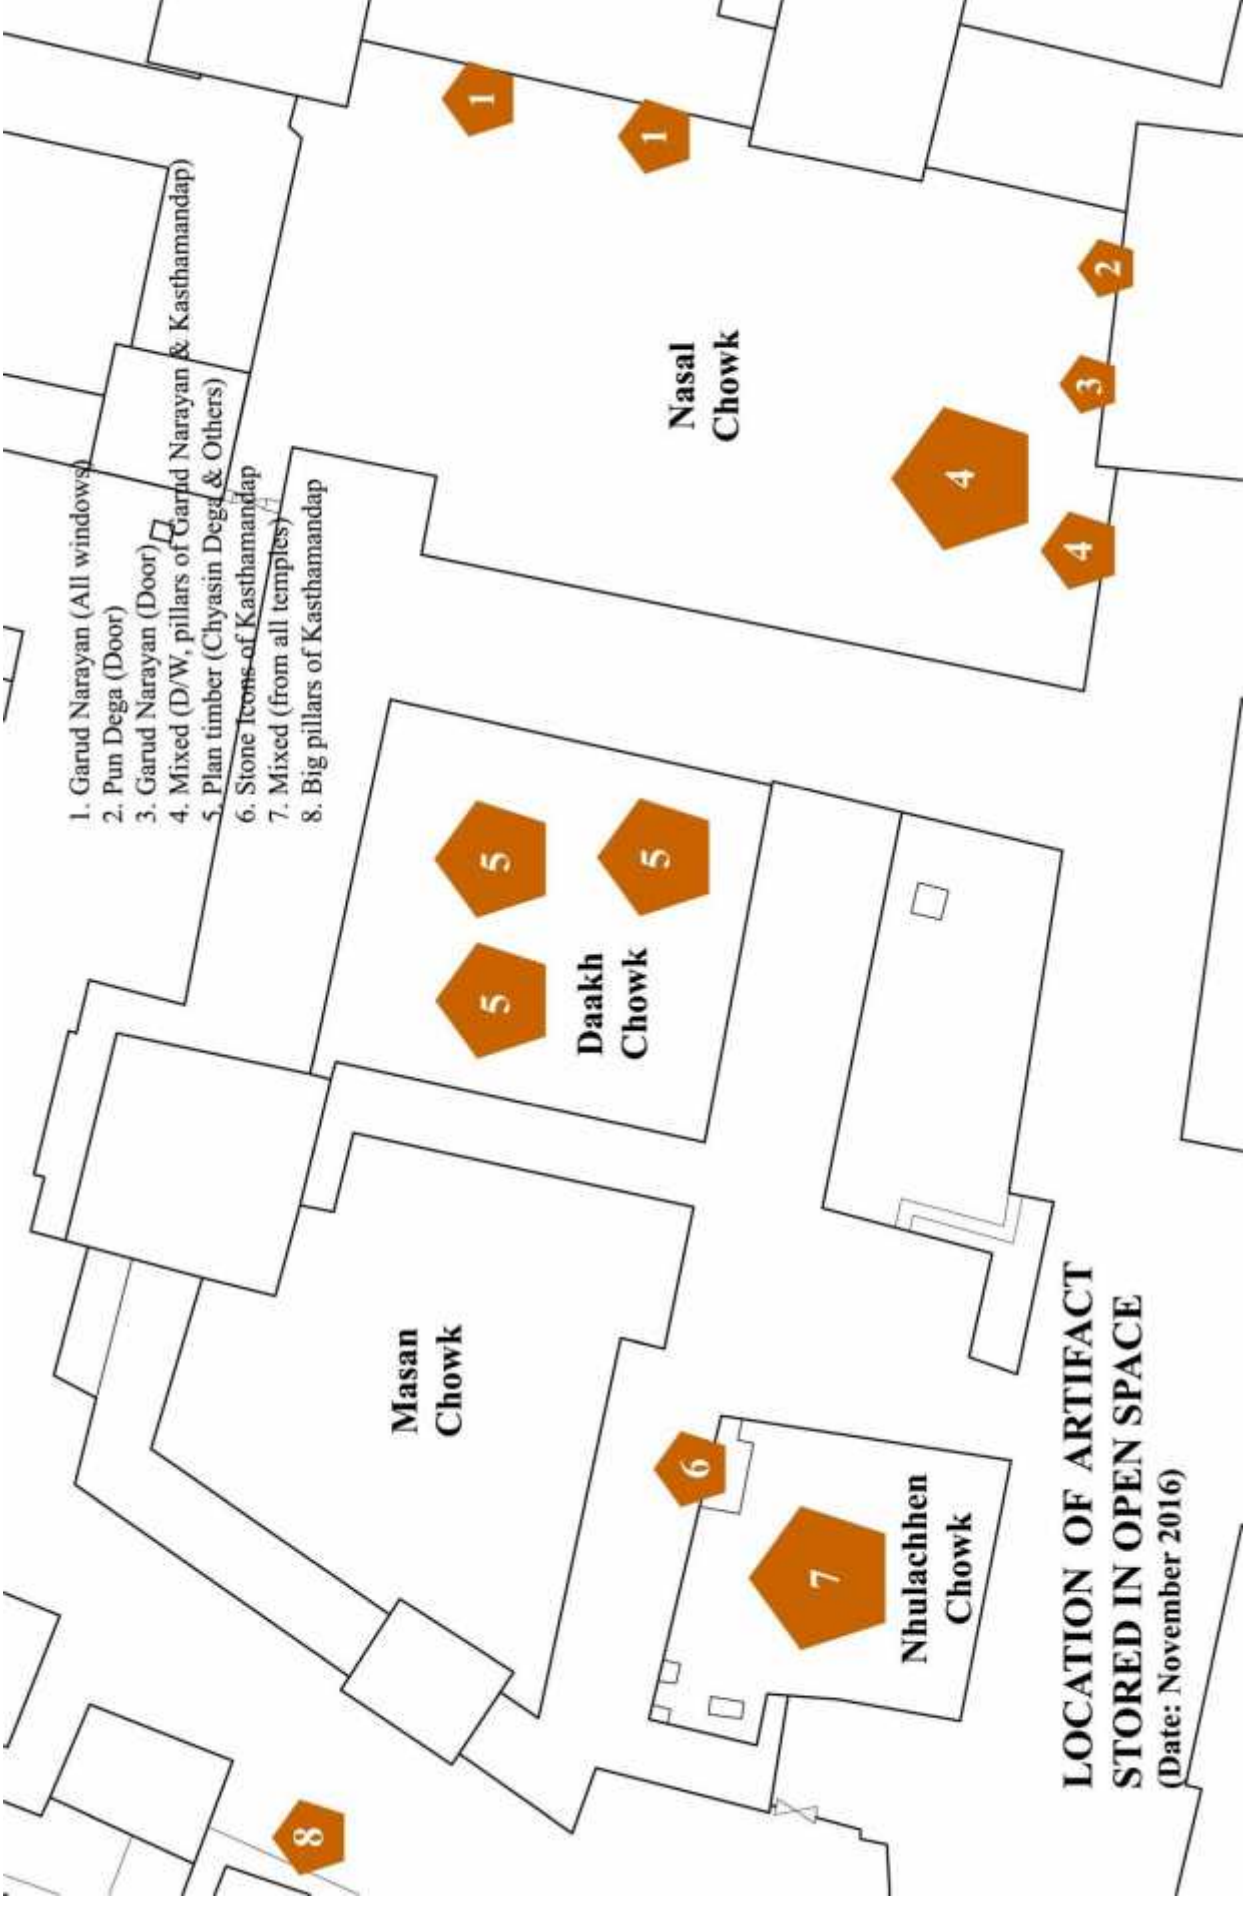 1. Garud Narayan (All windows)
2. Pun Dega (Door)
3. Garud Narayan (Door)
4. Mixed (D/W, pillars of Garud Narayan & Kasthamandap)
5. Plan timber (Chyasin Dega & Others)
6. Stone Icons of Kasthamandap
7. Mixed (from all temples)
8. Big pillars of Kasthamandap
8
Masan
Chowk
5
5
5
Daakh
Chowk
1
1
Nasal
Chowk
6
7
Nhulachhen
Chowk
4
4
3
2
LOCATION OF ARTIFACT
STORED IN OPEN SPACE
(Date: November 2016)